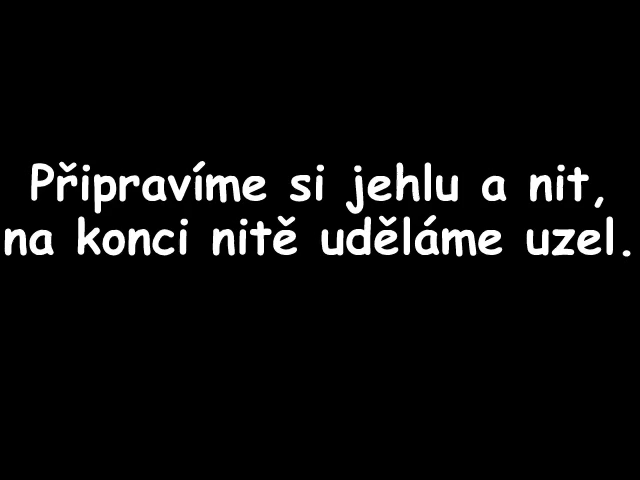 Připravíme si jehlu a nit,
na konci nitě uděláme uzel.